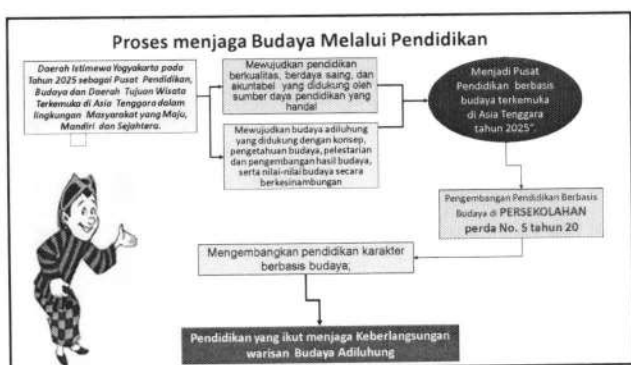 Proses menjaga Budaya Melalui Pendidikan
Daerah Istimewa Yogyakarta pada
Tahun 2025 sebagai Pusat Pendidikan,
Budaya dan Daerah Tujuan Wisata
Terkemuka di Asia Tenggara dalam
lingkungan Masyarakat yang Maju,
Mandiri dan Sejahtera.
Mewujudkan pendidikan
berkualitas, berdaya saing, dan
akuntabel yang didukung oleh
sumber daya pendidikan yang
handal
Mewujudkan budaya adiluhung
yang didukung dengan konsep,
pengetahuan budaya, pelestarian
dan pengembangan hasil budaya,
serta nilai-nilai budaya secara
berkesinambungan
Menjadi Pusat
Pendidikan berbasis
budaya terkemuka
di Asia Tenggara
tahun 2025".
Pengembangan Pendidikan Berbasis
Budaya di PERSEKOLAHAN
perda No. 5 tahun 20
Mengembangkan pendidikan karakter
berbasis budaya;
Pendidikan yang ikut menjaga Keberlangsungan
warisan Budaya Adiluhung